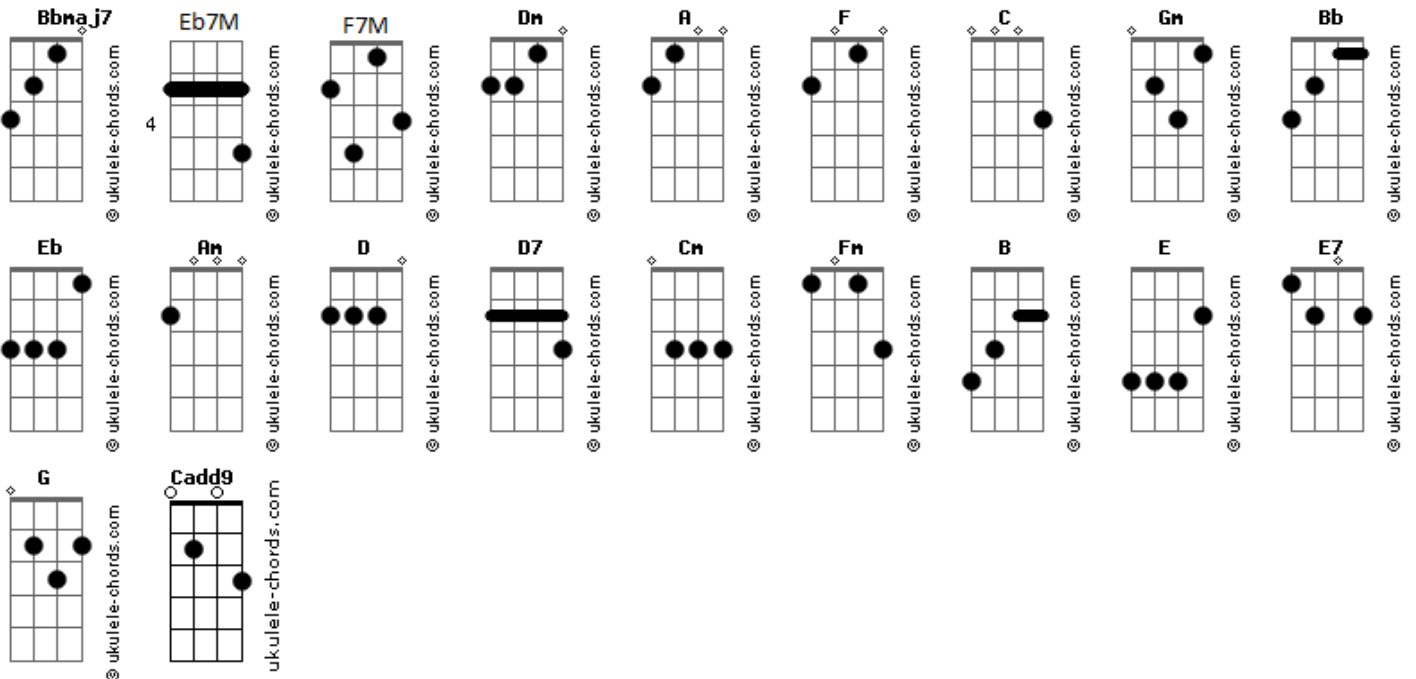 Bbmaj7 Eb7M F7M Dm A F C Gm Bb
4
© ukulele-chords.com © ukulele-chords.com © ukulele-chords.com © ukulele-chords.com © ukulele-chords.com © ukulele-chords.com © ukulele-chords.com © ukulele-chords.com © ukulele-chords.com
Eb Am D D7 Cm Fm B E E7
© ukulele-chords.com © ukulele-chords.com © ukulele-chords.com © ukulele-chords.com © ukulele-chords.com © ukulele-chords.com © ukulele-chords.com © ukulele-chords.com © ukulele-chords.com
G Cadd9
© ukulele-chords.com ukulele-chords.com